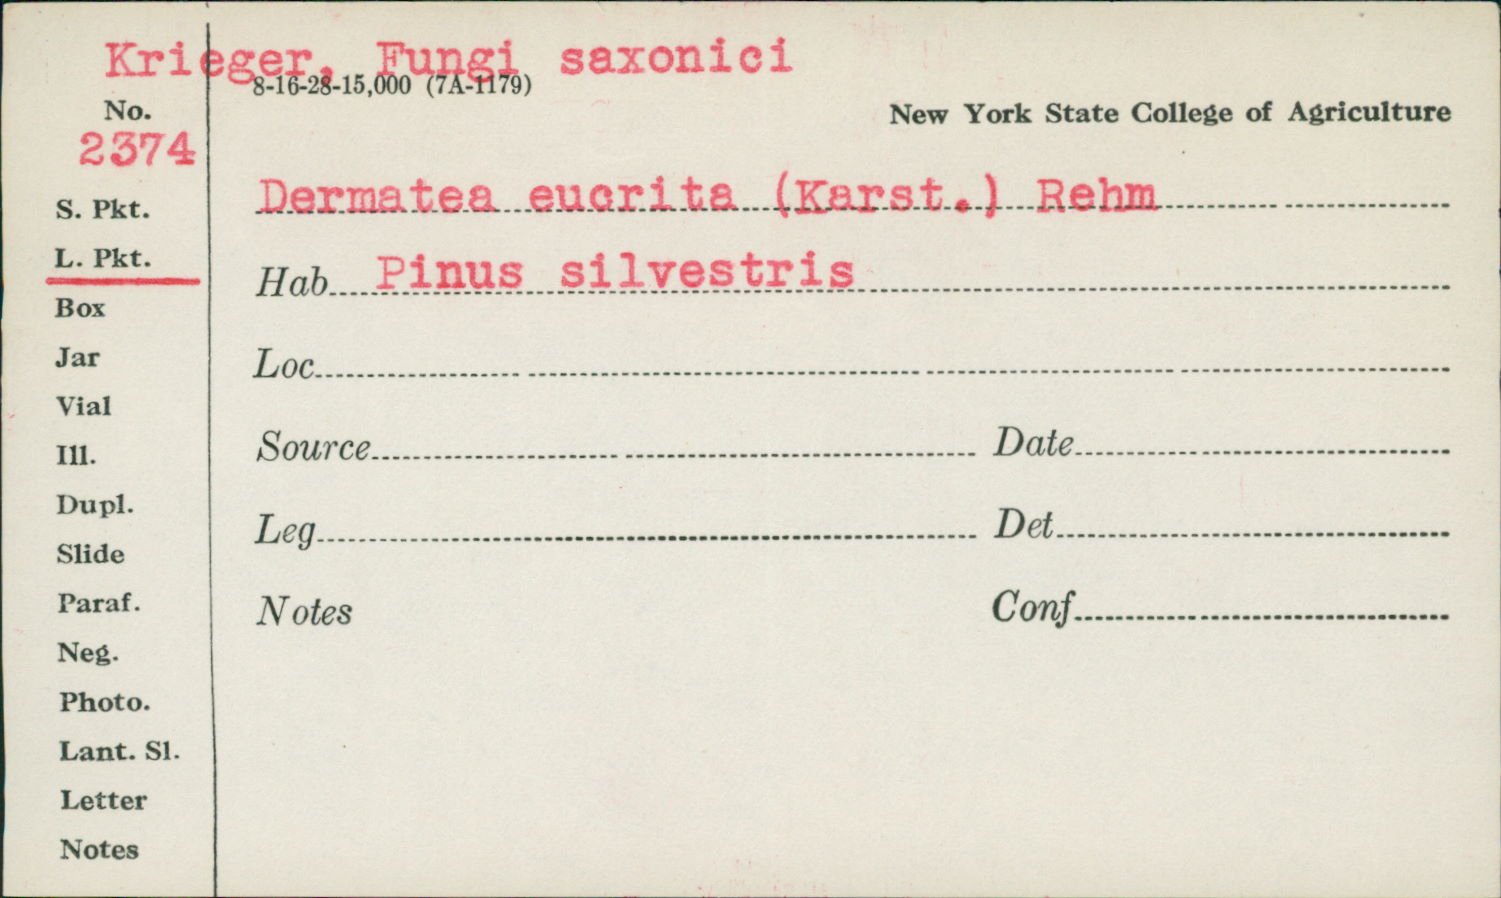 Krieger, Fungi saxonici
8-16-28-15,000 (7A-1179)
No.
2374
New York State College of Agriculture
S. Pkt.
L. Pkt.
Box
Jar
Vial
Ill.
Dupl.
Slide
Paraf.
Neg.
Photo.
Lant. Sl.
Letter
Notes
Dermatea eucrita (Karst.) Rehm
Hab. Pinus silvestris
Loc.
Source
Date
Leg.
Det.
Notes
Conf.